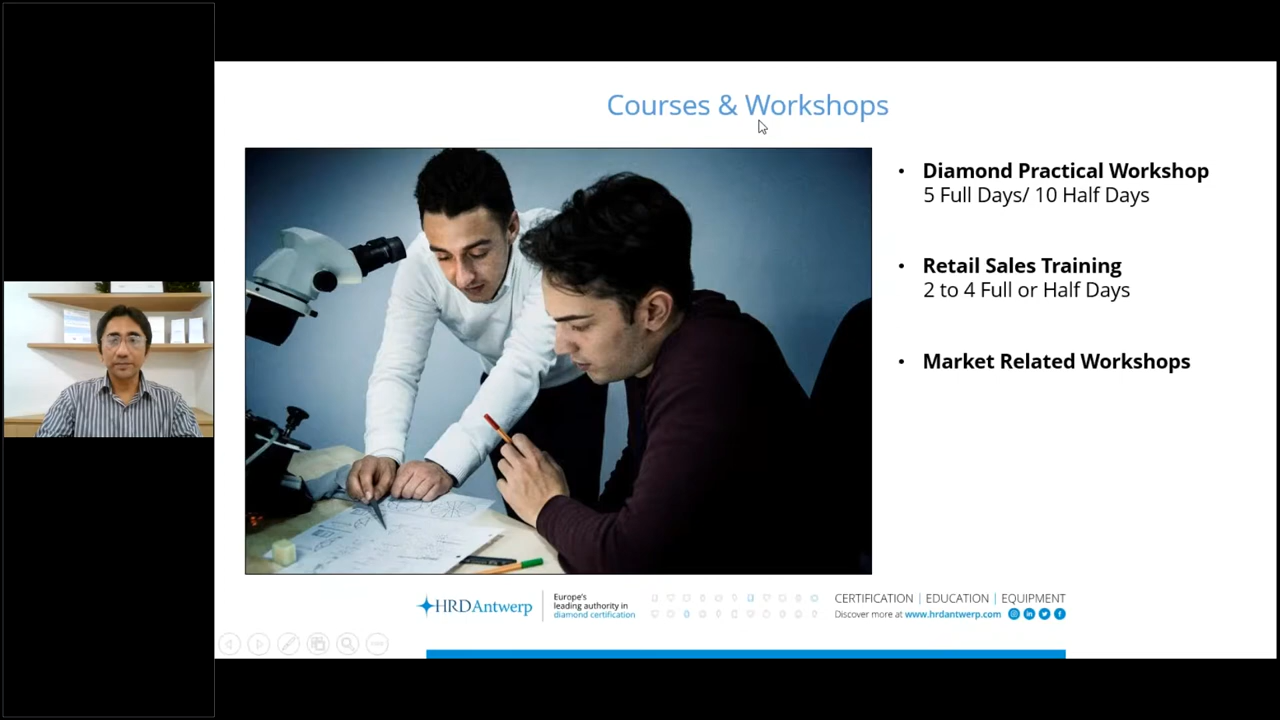 Courses & Workshops
• Diamond Practical Workshop
5 Full Days/ 10 Half Days
• Retail Sales Training
2 to 4 Full or Half Days
• Market Related Workshops
HRDAntwerp
Europe's
leading authority in
diamond certification
CERTIFICATION | EDUCATION | EQUIPMENT
Discover more at www.hrdantwerp.com